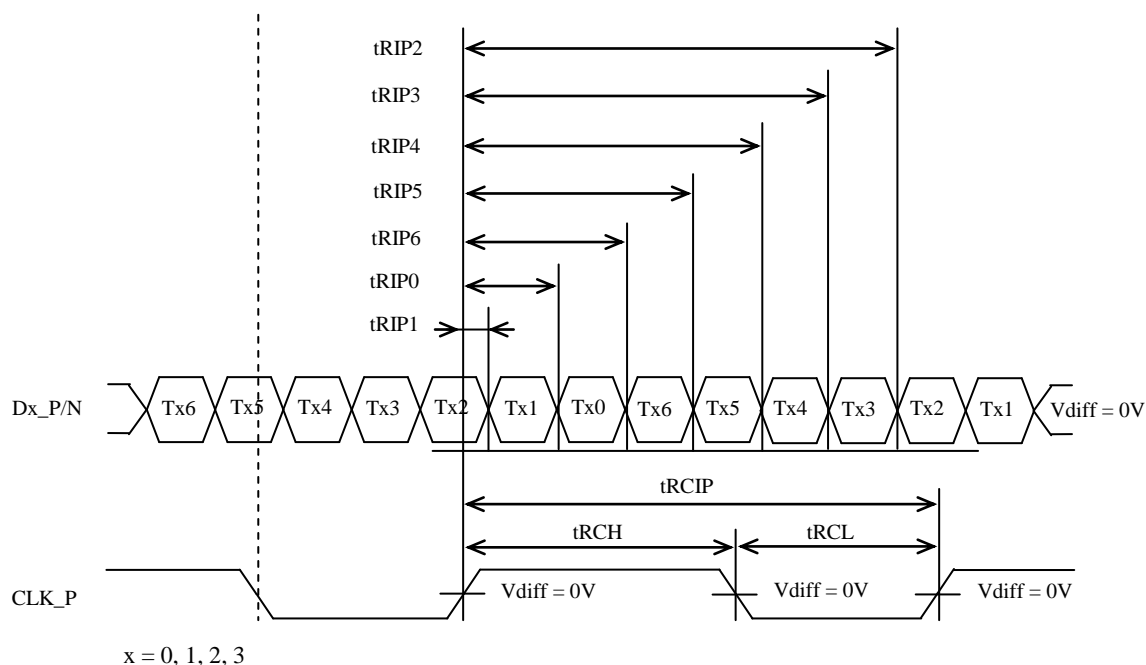 tRIP2
tRIP3
tRIP4
tRIP5
tRIP6
tRIP0
tRIP1
Dx_P/N Tx6 Tx5 Tx4 Tx3 Tx2 Tx1 Tx0 Tx6 Tx5 Tx4 Tx3 Tx2 Tx1 Vdiff = 0V
tRCIP
tRCH tRCL
CLK_P Vdiff = 0V Vdiff = 0V Vdiff = 0V
x = 0, 1, 2, 3